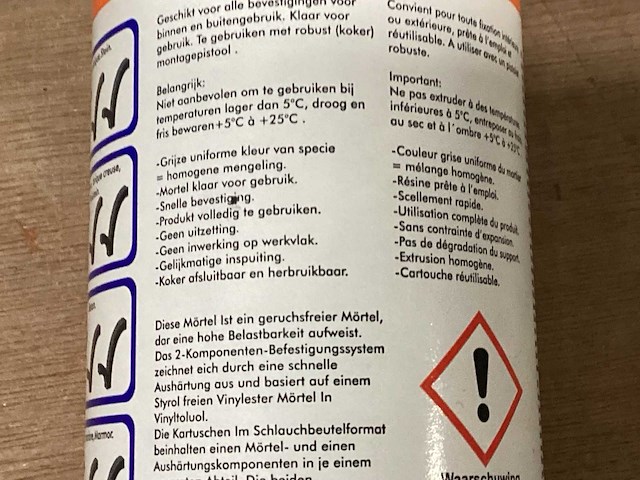 Geschikt voor alle bevestigingen voor
binnen en buitengebruik. Klaar voor
gebruik. Te gebruiken met robust (koker)
montagepistool .
Belangrijk:
Niet aanbevolen om te gebruiken bij
temperaturen lager dan 5°C, droog en
fris bewaren+5°C à +25°C .
-Grijze uniforme kleur van specie
= homogene mengeling.
-Mortel klaar voor gebruik.
-Snelle bevestiging.
-Produkt volledig te gebruiken.
-Geen uitzetting.
-Geen inwerking op werkvlak.
-Gelijkmatige inspuiting.
-Koker afsluitbaar en herbruikbaar.
Diese Mörtel Ist ein geruchsfreier Mörtel,
dar eine hohe Belastbarkeit aufweist.
Das 2-Komponenten-Befestigungssystem
zeichnet eich durch eine schnelle
Aushärtung aus und basiert auf einem
Styrol freien Vinylester Mörtel In
Vinyltoluol.
Die Kartuschen Im Schlauchbeutelformat
beinhalten einen Mörtel- und einen
Aushärtungskomponenten in je einem
Abteil. Die beiden
Convient pour toute fixation
ou extérieure, prête à l'emploi e
réutilisable. A utiliser avec un
robuste.
Important:
Ne pas extruder à des températures
inférieures à 5°C, entreposer
au sec et à l'ombre +5°C à +25°C
-Couleur grise uniforme du mortier
= mélange homogène.
-Résine prête à l'emploi.
-Scellement rapide.
-Utilisation complète du produit.
-Sans contrainte d'expansion.
-Pas de dégradation du support.
-Extrusion homogène.
-Cartouche réutilisable.
Waarschuwing
creuse,
Marmor.